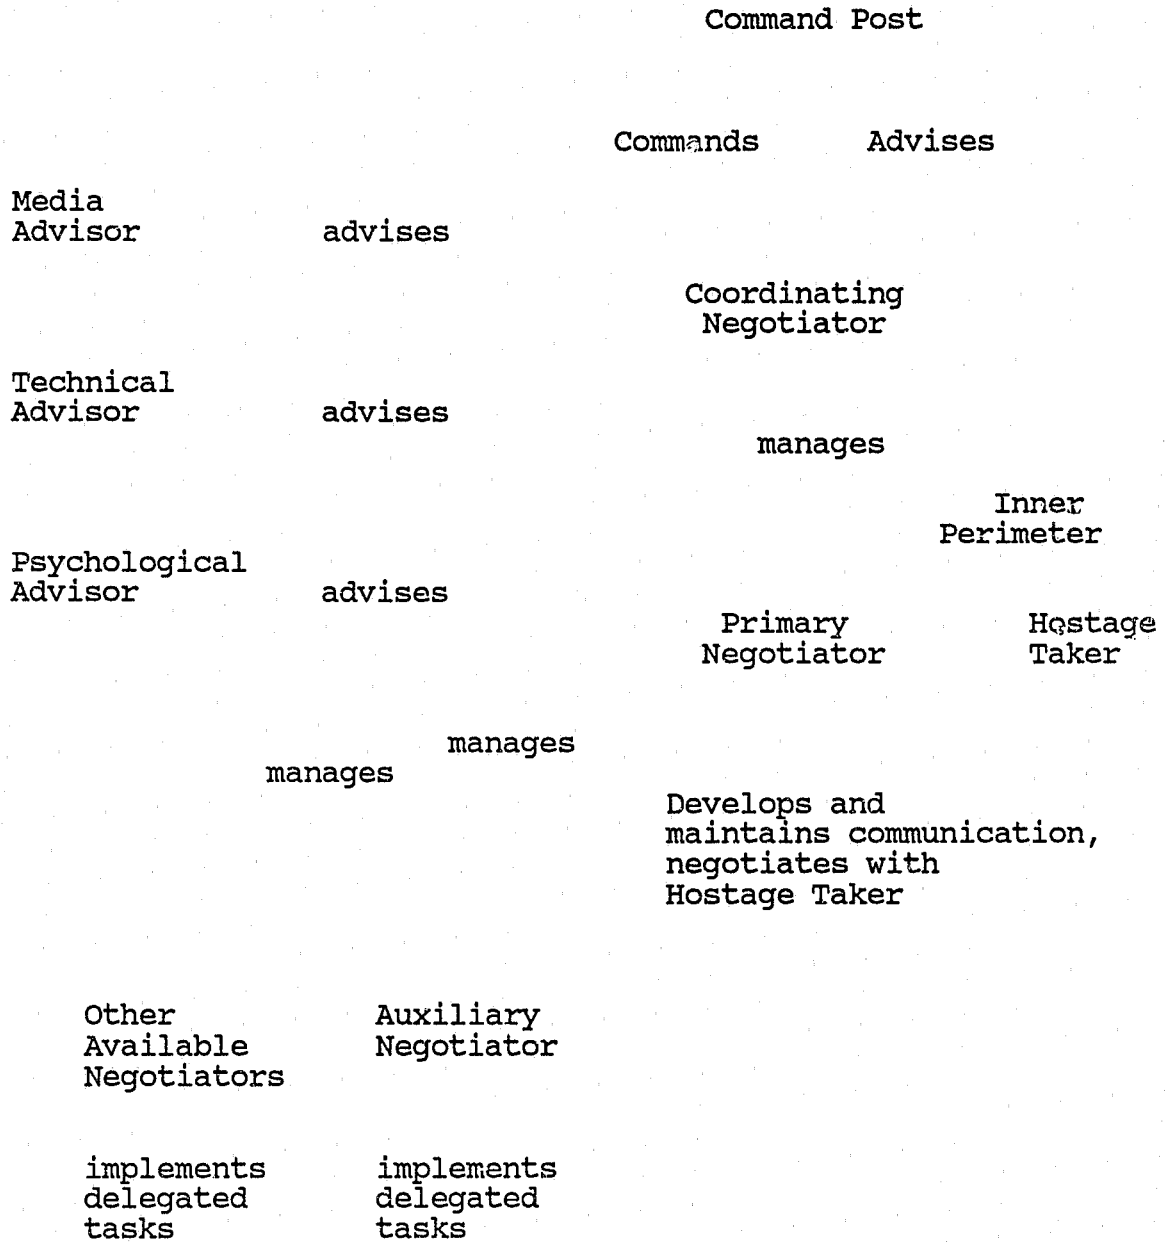 Command Post
Commands Advises
Media
Advisor advises
Coordinating
Negotiator
Technical
Advisor advises
manages
Inner
Perimeter
Psychological
Advisor advises
Primary Hostage
Negotiator Taker
manages
manages
Develops and
maintains communication,
negotiates with
Hostage Taker
Other Auxiliary
Available Negotiator
Negotiators
implements implements
delegated delegated
tasks tasks